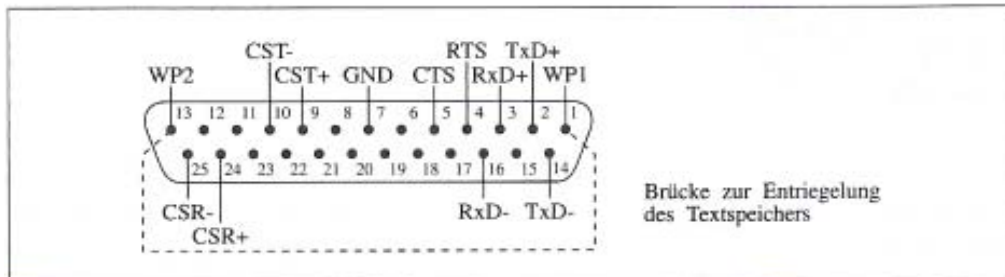 CST- RTS TxD+
WP2 CST+ GND CTS RxD+ WP1
13 12 11 10 9 8 7 6 5 4 3 2 1
25 24 23 22 21 20 19 18 17 16 15 14
CSR- RxD- TxD-
CSR+
Brücke zur Entriegelung
des Textspeichers